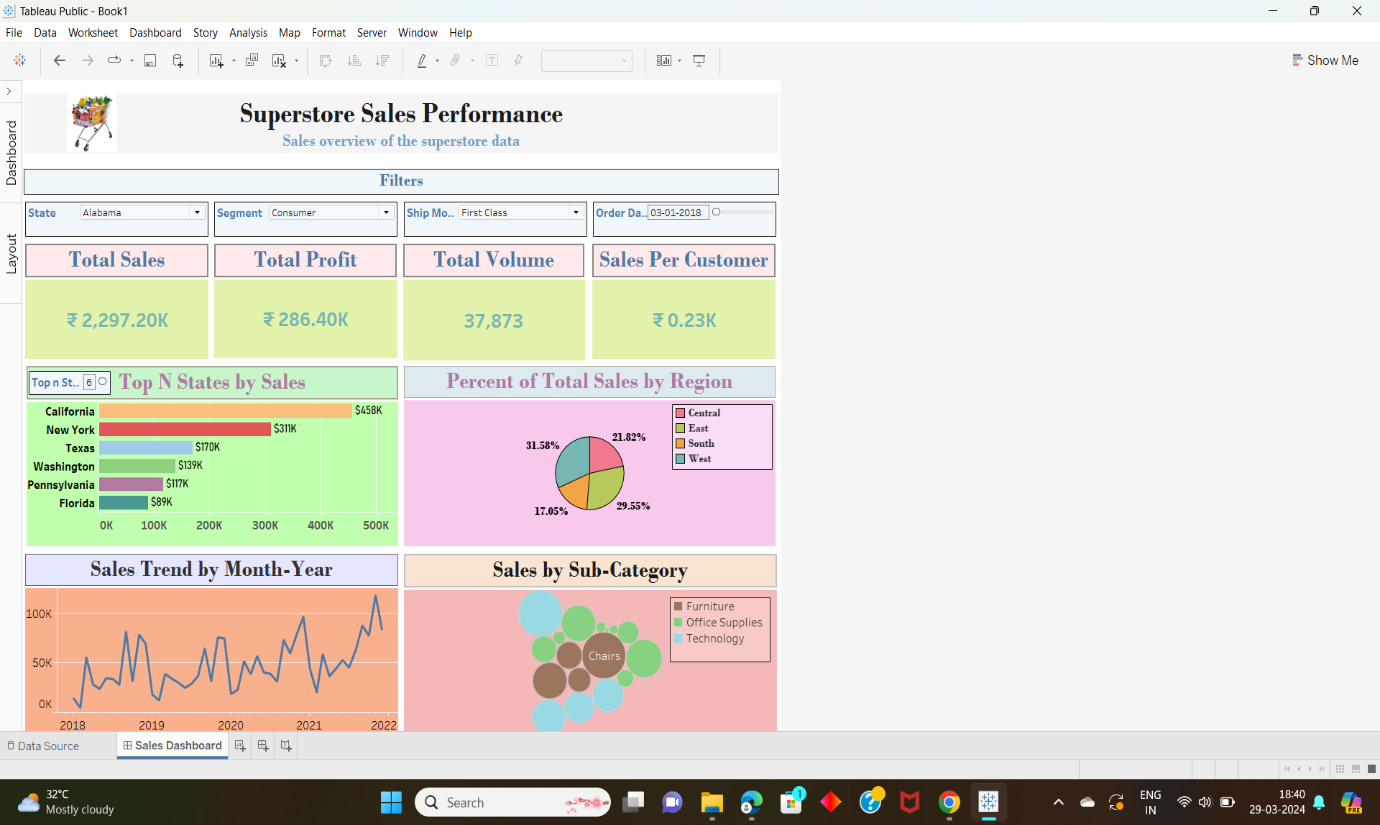 Tableau Public - Book1
File Data Worksheet Dashboard Story Analysis Map Format Server Window Help
Show Me
Dashboard
Layout
Superstore Sales Performance
Sales overview of the superstore data
Filters
State Alabama Segment Consumer Ship Mo.. First Class Order Da.. 03-01-2018
Total Sales Total Profit Total Volume Sales Per Customer
₹ 2,297.20K ₹ 286.40K 37,873 ₹ 0.23K
Top n St.. 6 Top N States by Sales
California $458K
New York $311K
Texas $170K
Washington $139K
Pennsylvania $117K
Florida $89K
0K 100K 200K 300K 400K 500K
Percent of Total Sales by Region
31.58% 21.82%
17.05% 29.55%
Central
East
South
West
Sales Trend by Month-Year
100K
50K
0K
2018 2019 2020 2021 2022
Sales by Sub-Category
Chairs
Furniture
Office Supplies
Technology
Data Source Sales Dashboard
32°C
Mostly cloudy
Search
1
ENG
IN
18:40
29-03-2024
PRE